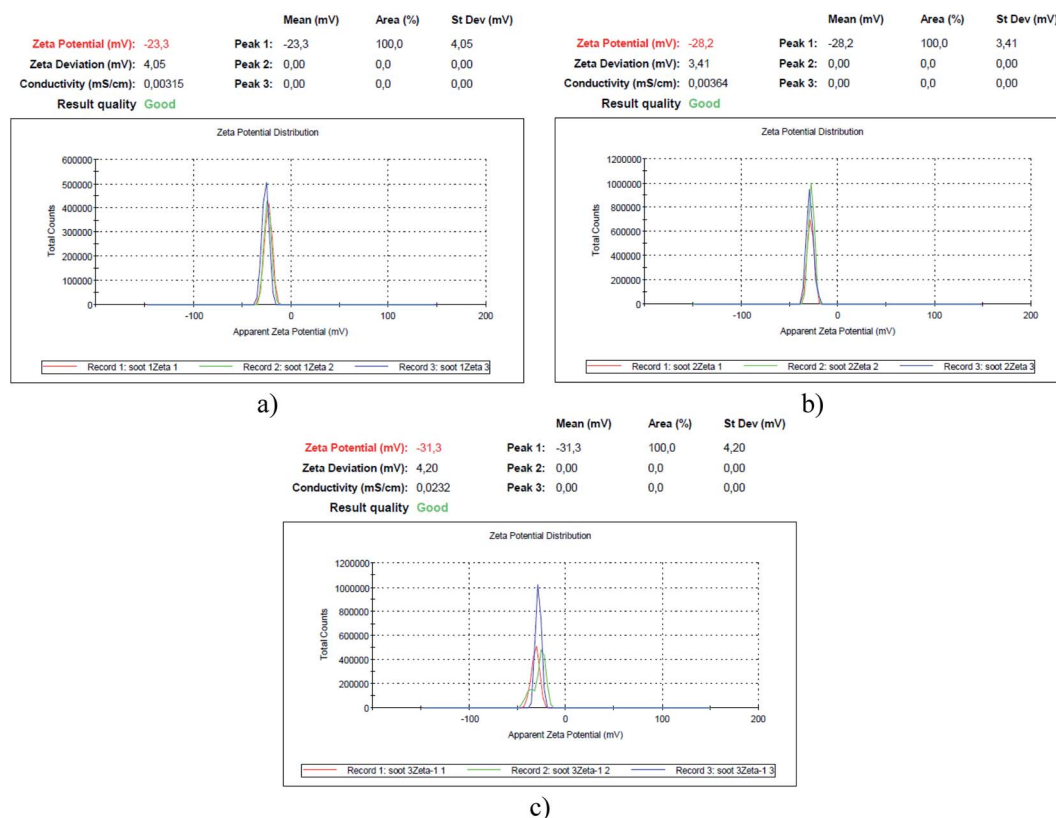 Mean (mV) Area (%) St Dev (mV)
Zeta Potential (mV): -23,3 Peak 1: -23,3 100,0 4,05
Zeta Deviation (mV): 4,05 Peak 2: 0,00 0,0 0,00
Conductivity (mS/cm): 0,00315 Peak 3: 0,00 0,0 0,00
Result quality Good
Zeta Potential Distribution
600000
500000
400000
300000
200000
100000
0
Total Counts
-100 0 100 200
Apparent Zeta Potential (mV)
Record 1: soot 1Zeta 1 Record 2: soot 1Zeta 2 Record 3: soot 1Zeta 3
a)
Mean (mV) Area (%) St Dev (mV)
Zeta Potential (mV): -28,2 Peak 1: -28,2 100,0 3,41
Zeta Deviation (mV): 3,41 Peak 2: 0,00 0,0 0,00
Conductivity (mS/cm): 0,00364 Peak 3: 0,00 0,0 0,00
Result quality Good
Zeta Potential Distribution
1200000
1000000
800000
600000
400000
200000
0
Total Counts
-100 0 100 200
Apparent Zeta Potential (mV)
Record 1: soot 2Zeta 1 Record 2: soot 2Zeta 2 Record 3: soot 2Zeta 3
b)
Mean (mV) Area (%) St Dev (mV)
Zeta Potential (mV): -31,3 Peak 1: -31,3 100,0 4,20
Zeta Deviation (mV): 4,20 Peak 2: 0,00 0,0 0,00
Conductivity (mS/cm): 0,0232 Peak 3: 0,00 0,0 0,00
Result quality Good
Zeta Potential Distribution
1200000
1000000
800000
600000
400000
200000
0
Total Counts
-100 0 100 200
Apparent Zeta Potential (mV)
Record 1: soot 3Zeta-1 1 Record 2: soot 3Zeta-1 2 Record 3: soot 3Zeta-1 3
c)